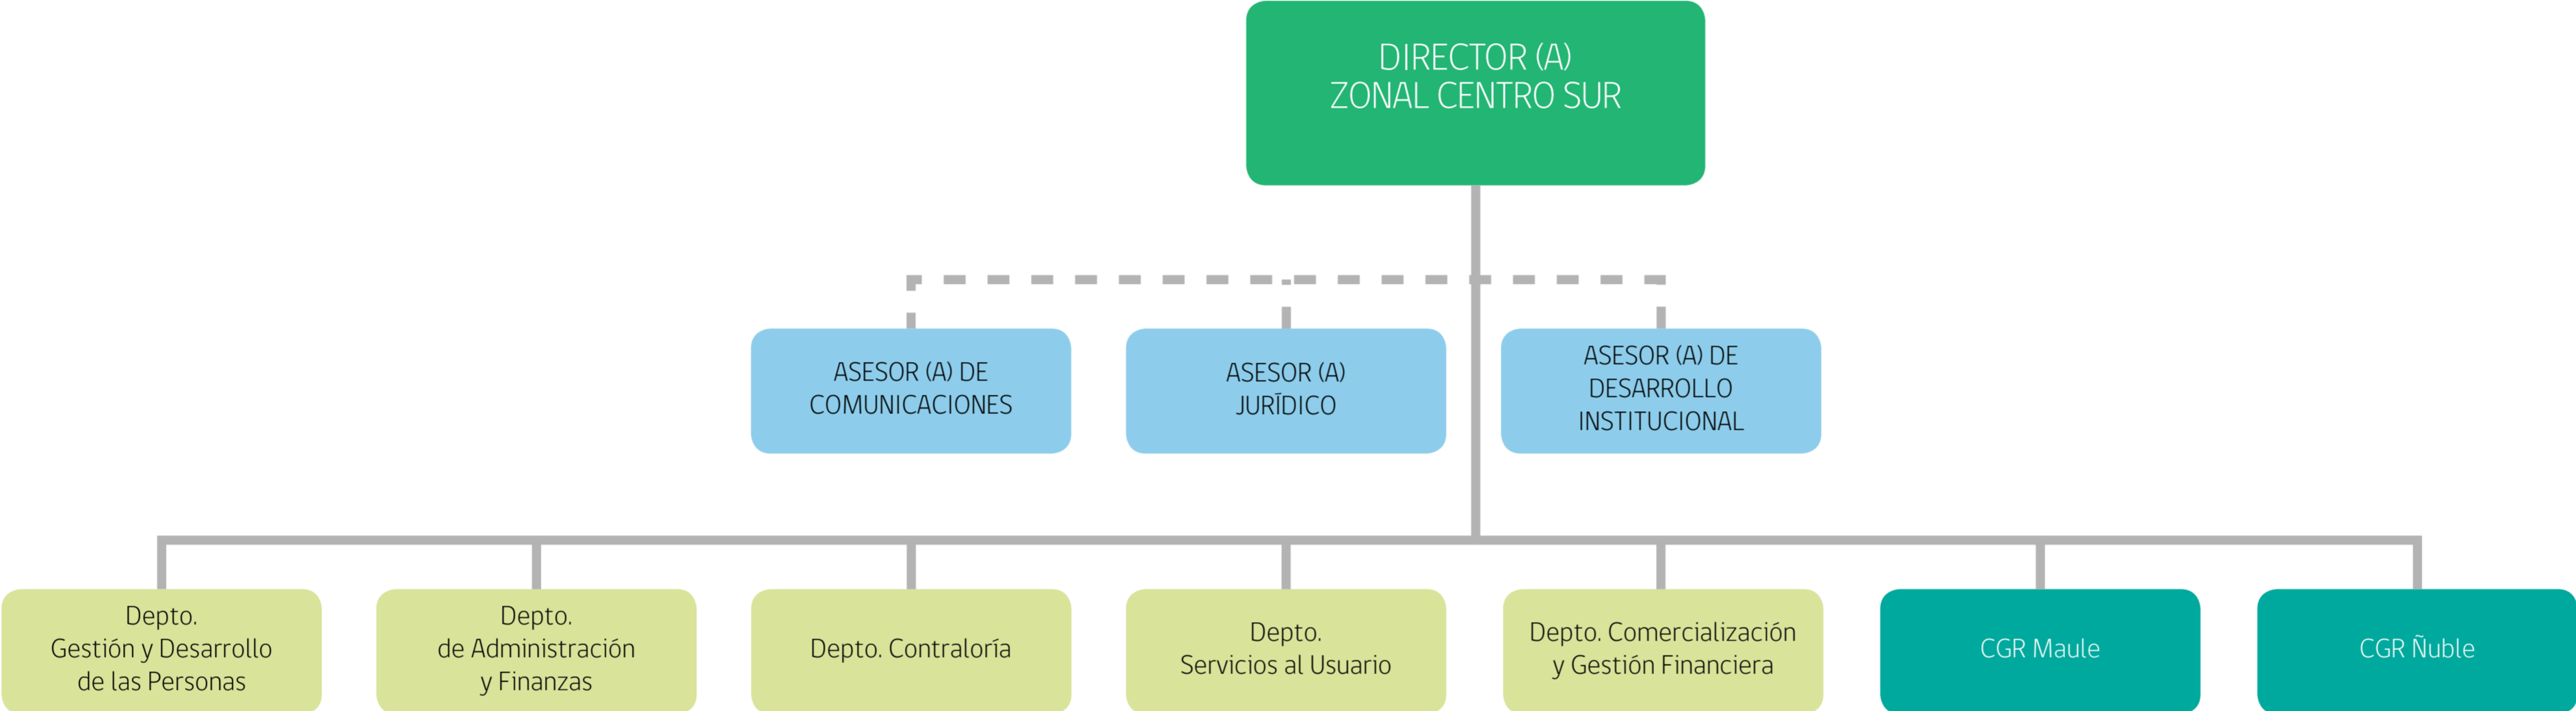 DIRECTOR (A)
ZONAL CENTRO SUR
ASESOR (A) DE
COMUNICACIONES
ASESOR (A)
JURÍDICO
ASESOR (A) DE
DESARROLLO
INSTITUCIONAL
Depto.
Gestión y Desarrollo
de las Personas
Depto.
de Administración
y Finanzas
Depto. Contraloría
Depto.
Servicios al Usuario
Depto. Comercialización
y Gestión Financiera
CGR Maule
CGR Ñuble